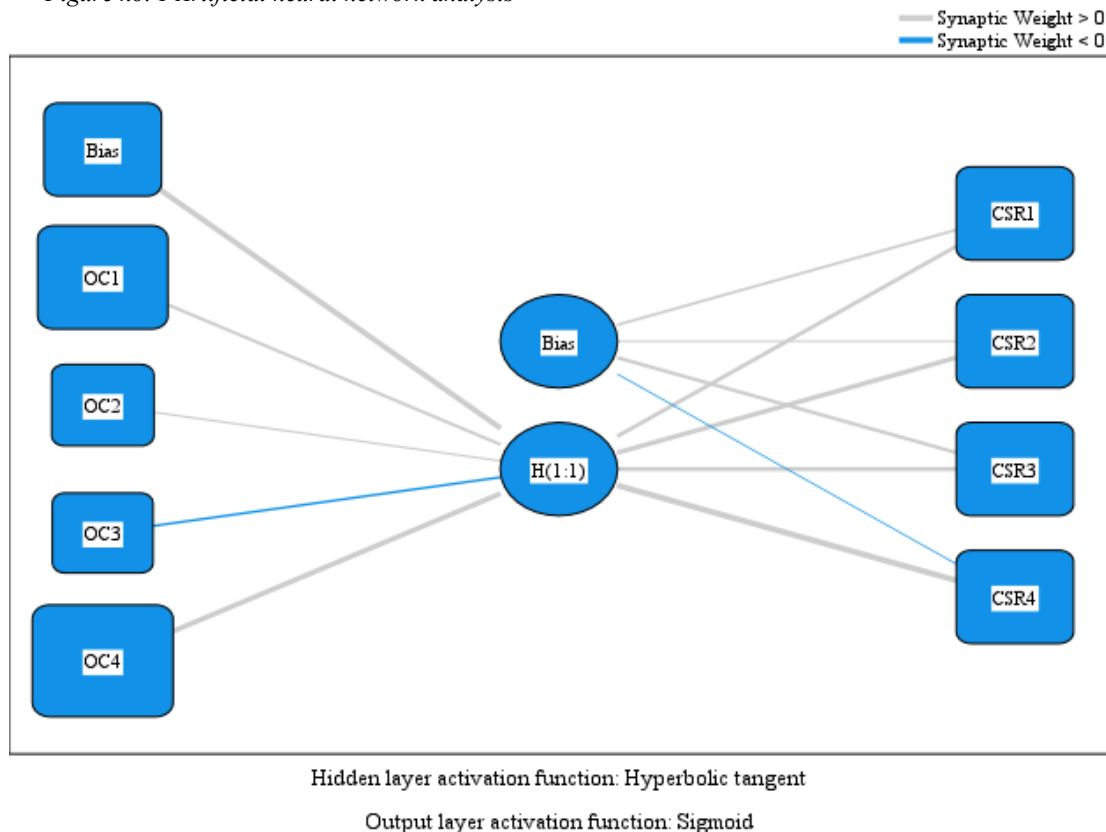 Synaptic Weight > 0
Synaptic Weight < 0
Bias
OC1
OC2
OC3
OC4
Bias
H(1:1)
CSR1
CSR2
CSR3
CSR4
Hidden layer activation function: Hyperbolic tangent
Output layer activation function: Sigmoid